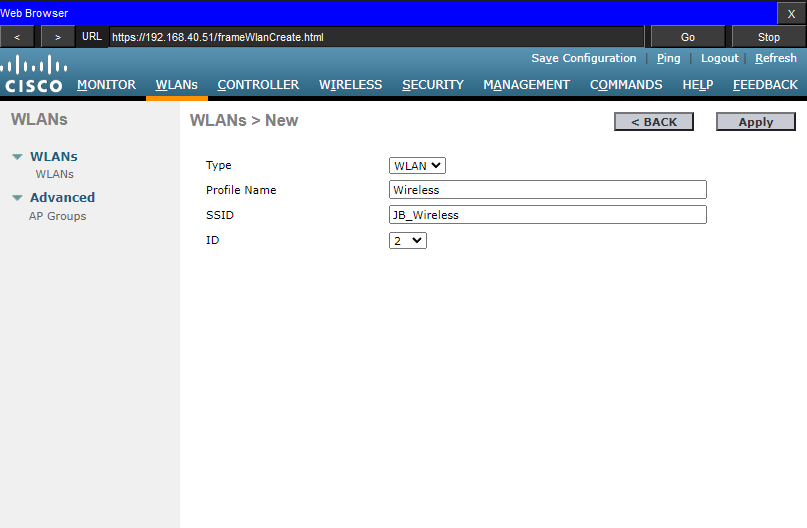 Web Browser X
< > URL https://192.168.40.51/frameWlanCreate.html Go Stop
Save Configuration | Ping | Logout | Refresh
CISCO MONITOR WLANs CONTROLLER WIRELESS SECURITY MANAGEMENT COMMANDS HELP FEEDBACK
WLANs WLANs > New < BACK Apply
WLANs
WLANs
Advanced
AP Groups
Type WLAN
Profile Name Wireless
SSID JB_Wireless
ID 2